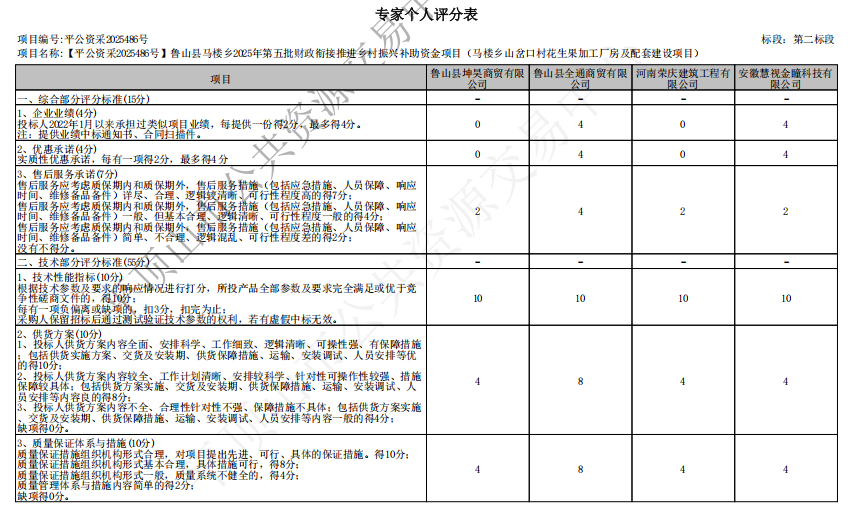 专家个人评分表
项目编号:平公资采2025486号
标段: 第二标段
项目名称:【平公资采2025486号】鲁山县马楼乡2025年第五批财政衔接推进乡村振兴补助资金项目（马楼乡山岔口村花生果加工厂房及配套建设项目）
项目
鲁山县坤昊商贸有限公司
鲁山县全通商贸有限公司
河南荣庆建筑工程有限公司
安徽慧视金瞳科技有限公司
一、综合部分评分标准(15分)
－ － － －
1、企业业绩(4分)
投标人2022年1月以来承担过类似项目业绩，每提供一份得2分，最多得4分。
注：提供业绩中标通知书、合同扫描件。
0 4 0 4
2、优惠承诺(4分)
实质性优惠承诺，每有一项得2分，最多得4分
0 4 0 4
3、售后服务承诺(7分)
售后服务应考虑质保期内和质保期外，售后服务措施（包括应急措施、人员保障、响应
时间、维修备品备件）详尽、合理、逻辑较清晰、可行性程度高的得7分；
售后服务应考虑质保期内和质保期外，售后服务措施（包括应急措施、人员保障、响应
时间、维修备品备件）一般、但基本合理、逻辑清晰、可行性程度一般的得4分；
售后服务应考虑质保期内和质保期外，售后服务措施（包括应急措施、人员保障、响应
时间、维修备品备件）简单、不合理、逻辑混乱、可行性程度差的得2分；
没有不得分。
2 4 2 2
二、技术部分评分标准(55分)
－ － － －
1、技术性能指标(10分)
根据技术参数及要求的响应情况进行打分，所投产品全部参数及要求完全满足或优于竞
争性磋商文件的，得10分；
每有一项负偏离或缺项的，扣3分，扣完为止；
采购人保留招标后通过测试验证技术参数的权利，若有虚假中标无效。
10 10 10 10
2、供货方案(10分)
1、投标人供货方案内容全面、安排科学、工作细致、逻辑清晰、可操性强、有保障措施
；包括供货实施方案、交货及安装期、供货保障措施、运输、安装调试、人员安排等优
的得10分；
2、投标人供货方案内容较全、工作计划清晰、安排较科学、针对性可操作性较强、措施
保障较具体；包括供货方案实施、交货及安装期、供货保障措施、运输、安装调试、人
员安排等内容良的得8分；
3、投标人供货方案内容不全、合理性针对性不强、保障措施不具体；包括供货方案实施
、交货及安装期、供货保障措施、运输、安装调试、人员安排等内容一般的得4分；
缺项得0分。
4 8 4 4
3、质量保证体系与措施(10分)
质量保证措施组织机构形式合理，对项目提出先进、可行、具体的保证措施。得10分；
质量保证措施组织机构形式基本合理，具体措施可行，得8分；
质量保证措施组织机构形式一般，质量系统不健全的，得4分；
质量管理体系与措施内容简单的得2分；
缺项得0分。
4 8 4 4